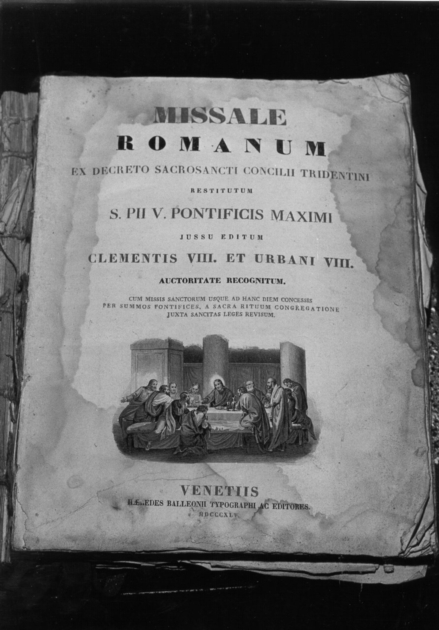 MISSALE
ROMANUM
EX DECRETO SACROSANCTI CONCILII TRIDENTINI
RESTITUTUM
S. PII V. PONTIFICIS MAXIMI
JUSSU EDITUM
CLEMENTIS VIII. ET URBANI VIII.
AUCTORITATE RECOGNITUM,
CUM MISSIS SANCTORUM USQUE AD HANC DIEM CONCESSIS
PER SUMMOS PONTIFICES, A SACRA RITUUM CONGREGATIONE
JUXTA SANCITAS LEGES REVISUM.
VENETIIS
BALLEONII TYPOGRAPHI AC EDITORES